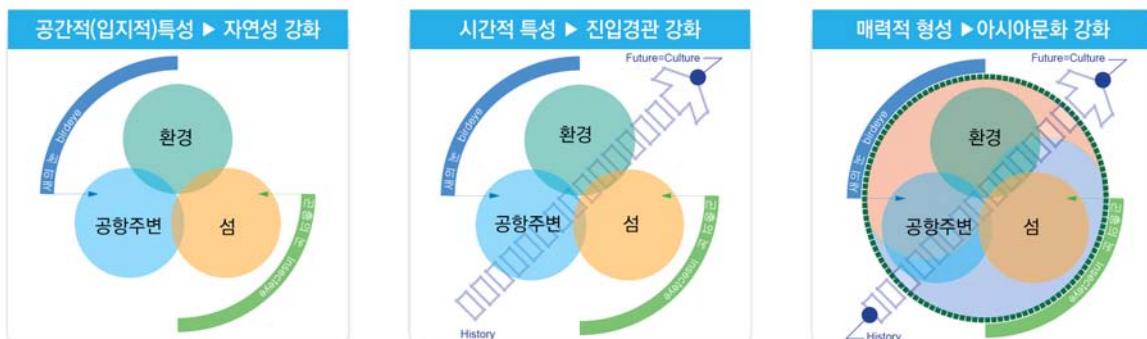 공간적(입지적)특성 ▶ 자연성 강화
새의 눈 birdeye
환경
공항주변
섬
곤충의 눈 Insecteye
시간적 특성 ▶ 진입경관 강화
Future=Culture
새의 눈 birdeye
환경
공항주변
섬
곤충의 눈 Insecteye
History
매력적 형성 ▶아시아문화 강화
Future=Culture
새의 눈 birdeye
환경
공항주변
섬
곤충의 눈 Insecteye
History